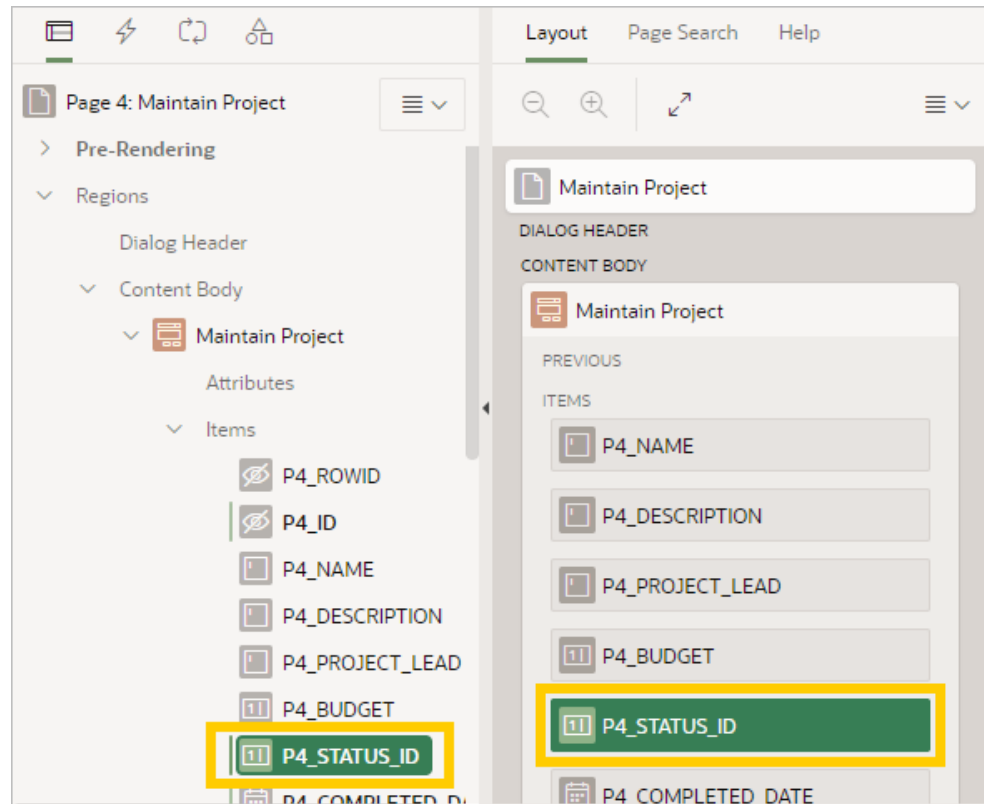 Page 4: Maintain Project
Pre-Rendering
Regions
Dialog Header
Content Body
Maintain Project
Attributes
Items
P4_ROWID
P4_ID
P4_NAME
P4_DESCRIPTION
P4_PROJECT_LEAD
P4_BUDGET
P4_STATUS_ID
P4_COMPLETED_DA
Layout Page Search Help
Maintain Project
DIALOG HEADER
CONTENT BODY
Maintain Project
PREVIOUS
ITEMS
P4_NAME
P4_DESCRIPTION
P4_PROJECT_LEAD
P4_BUDGET
P4_STATUS_ID
P4_COMPLETED_DATE